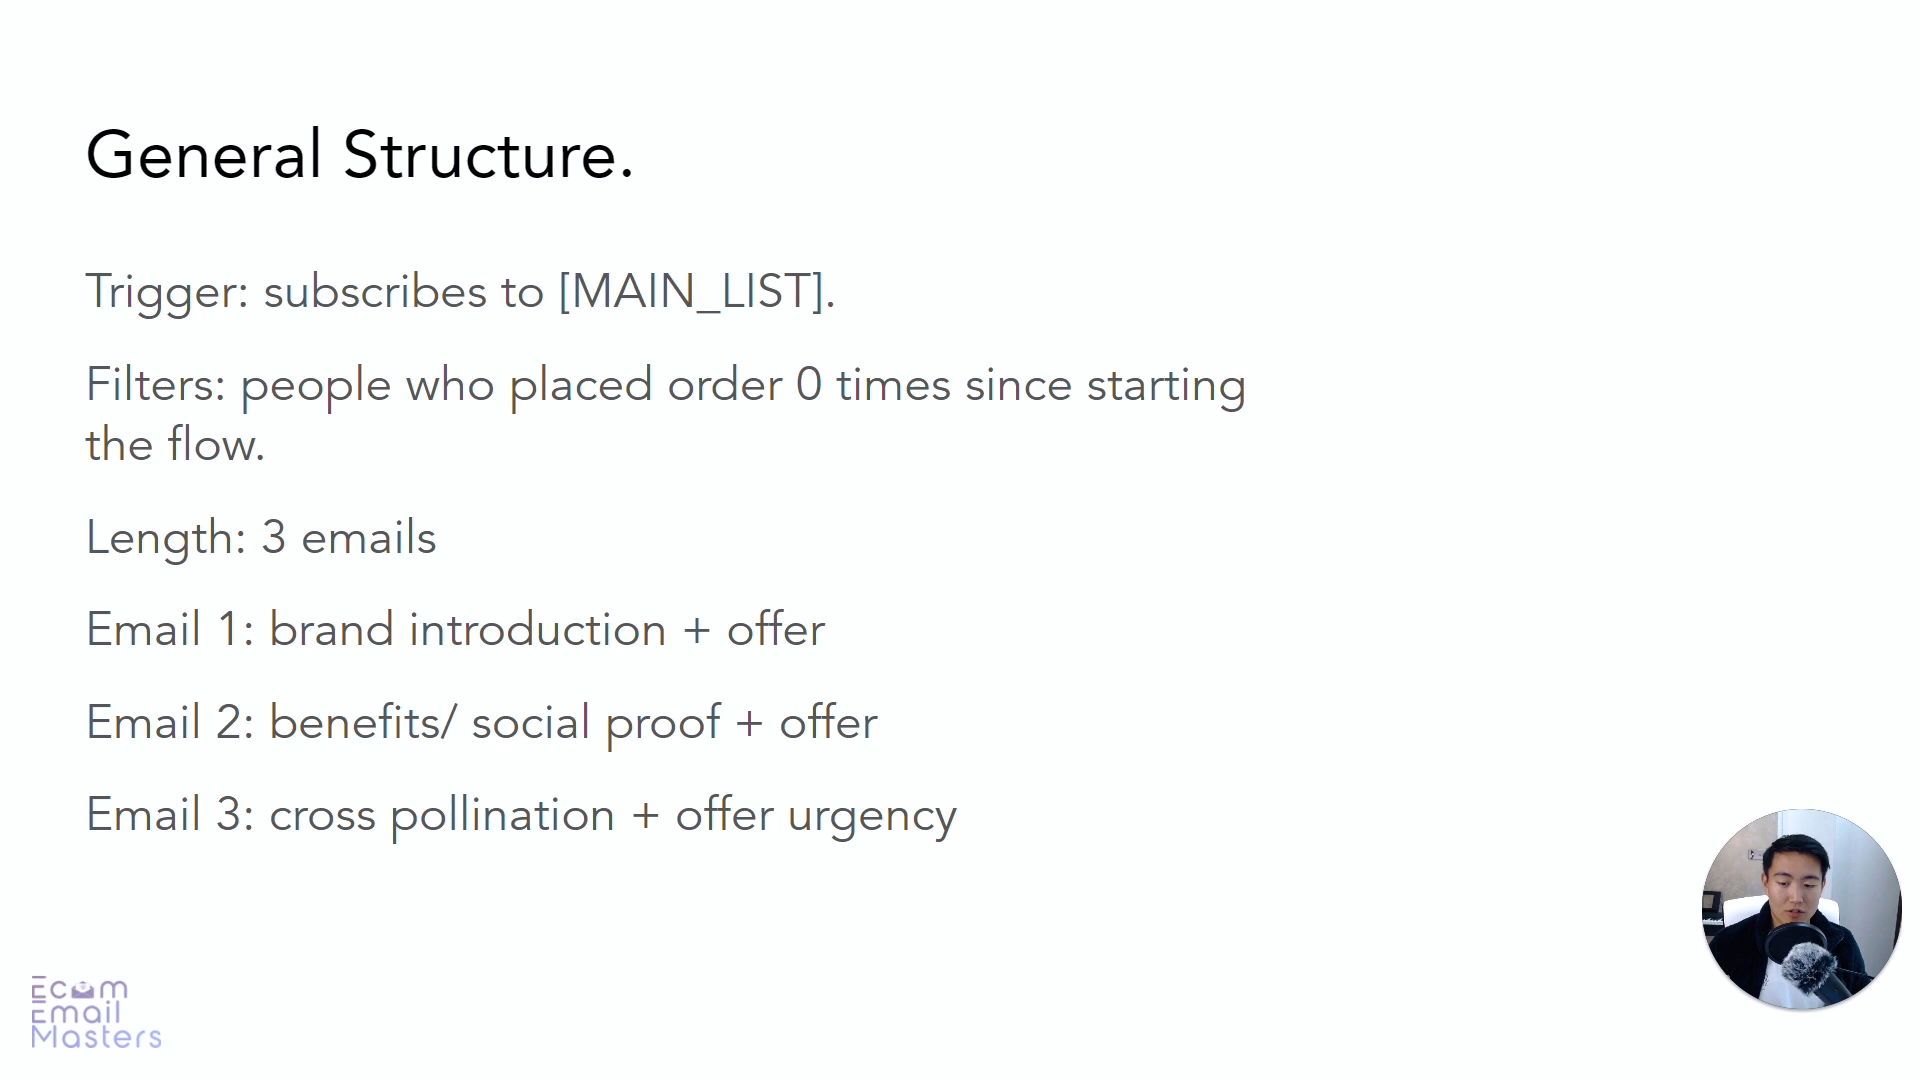 General Structure.
Trigger: subscribes to [MAIN_LIST].
Filters: people who placed order 0 times since starting
the flow.
Length: 3 emails
Email 1: brand introduction + offer
Email 2: benefits/ social proof + offer
Email 3: cross pollination + offer urgency
Ecom
Email
Masters